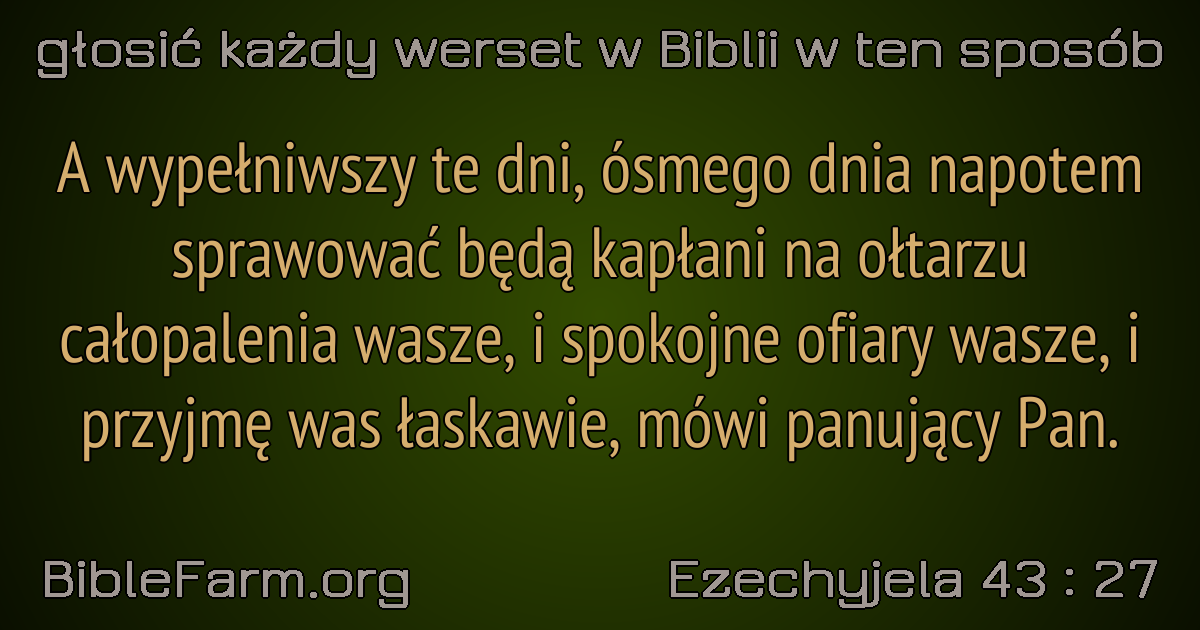 głosić każdy werset w Biblii w ten sposób
A wypełniwszy te dni, ósmego dnia napotem
sprawować będą kapłani na ołtarzu
całopalenia wasze, i spokojne ofiary wasze, i
przyjmę was łaskawie, mówi panujący Pan.
BibleFarm.org
Ezechyjela 43 : 27